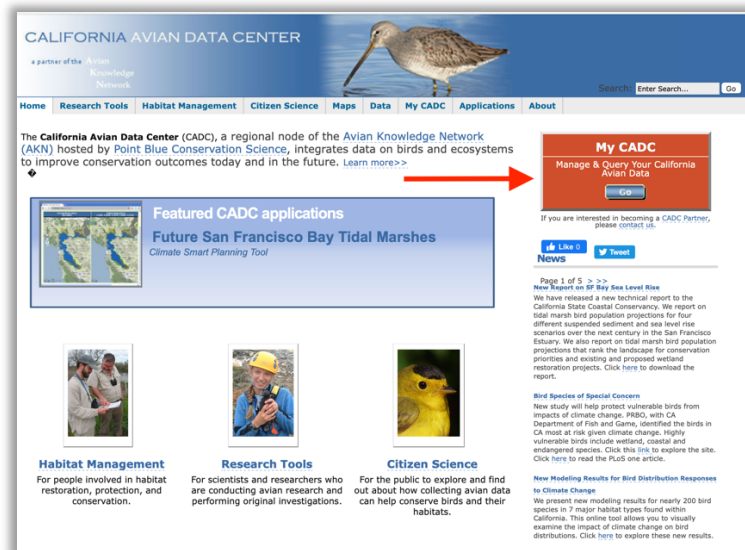 CALIFORNIA AVIAN DATA CENTER
a partner of the Avian
Knowledge
Network
Search: Enter Search... Go
Home Research Tools Habitat Management Citizen Science Maps Data My CADC Applications About
The California Avian Data Center (CADC), a regional node of the Avian Knowledge Network
(AKN) hosted by Point Blue Conservation Science, integrates data on birds and ecosystems
to improve conservation outcomes today and in the future. Learn more>>
�
My CADC
Manage & Query Your California
Avian Data
Go
If you are interested in becoming a CADC Partner,
please contact us.
Like 0 Tweet
Featured CADC applications
Future San Francisco Bay Tidal Marshes
Climate Smart Planning Tool
News
Page 1 of 5 > >>
New Report on SF Bay Sea Level Rise
We have released a new technical report to the
California State Coastal Conservancy. We report on
tidal marsh bird population projections for four
different suspended sediment and sea level rise
scenarios over the next century in the San Francisco
Estuary. We also report on tidal marsh bird population
projections that rank the landscape for conservation
priorities and existing and proposed wetland
restoration projects. Click here to download the
report.
Bird Species of Special Concern
New study will help protect vulnerable birds from
impacts of climate change. PRBO, with CA
Department of Fish and Game, identified the birds in
CA most at risk given climate change. Highly
vulnerable birds include wetland, coastal and
endangered species. Click this link to explore the site.
Click here to read the PLoS one article.
New Modeling Results for Bird Distribution Responses
to Climate Change
We present new modeling results for nearly 200 bird
species in 7 major habitat types found within
California. This online tool allows you to visually
examine the impact of climate change on bird
distributions. Click here to explore these new results.
Habitat Management
For people involved in habitat
restoration, protection, and
conservation.
Research Tools
For scientists and researchers who
are conducting avian research and
performing original investigations.
Citizen Science
For the public to explore and find
out about how collecting avian data
can help conserve birds and their
habitats.